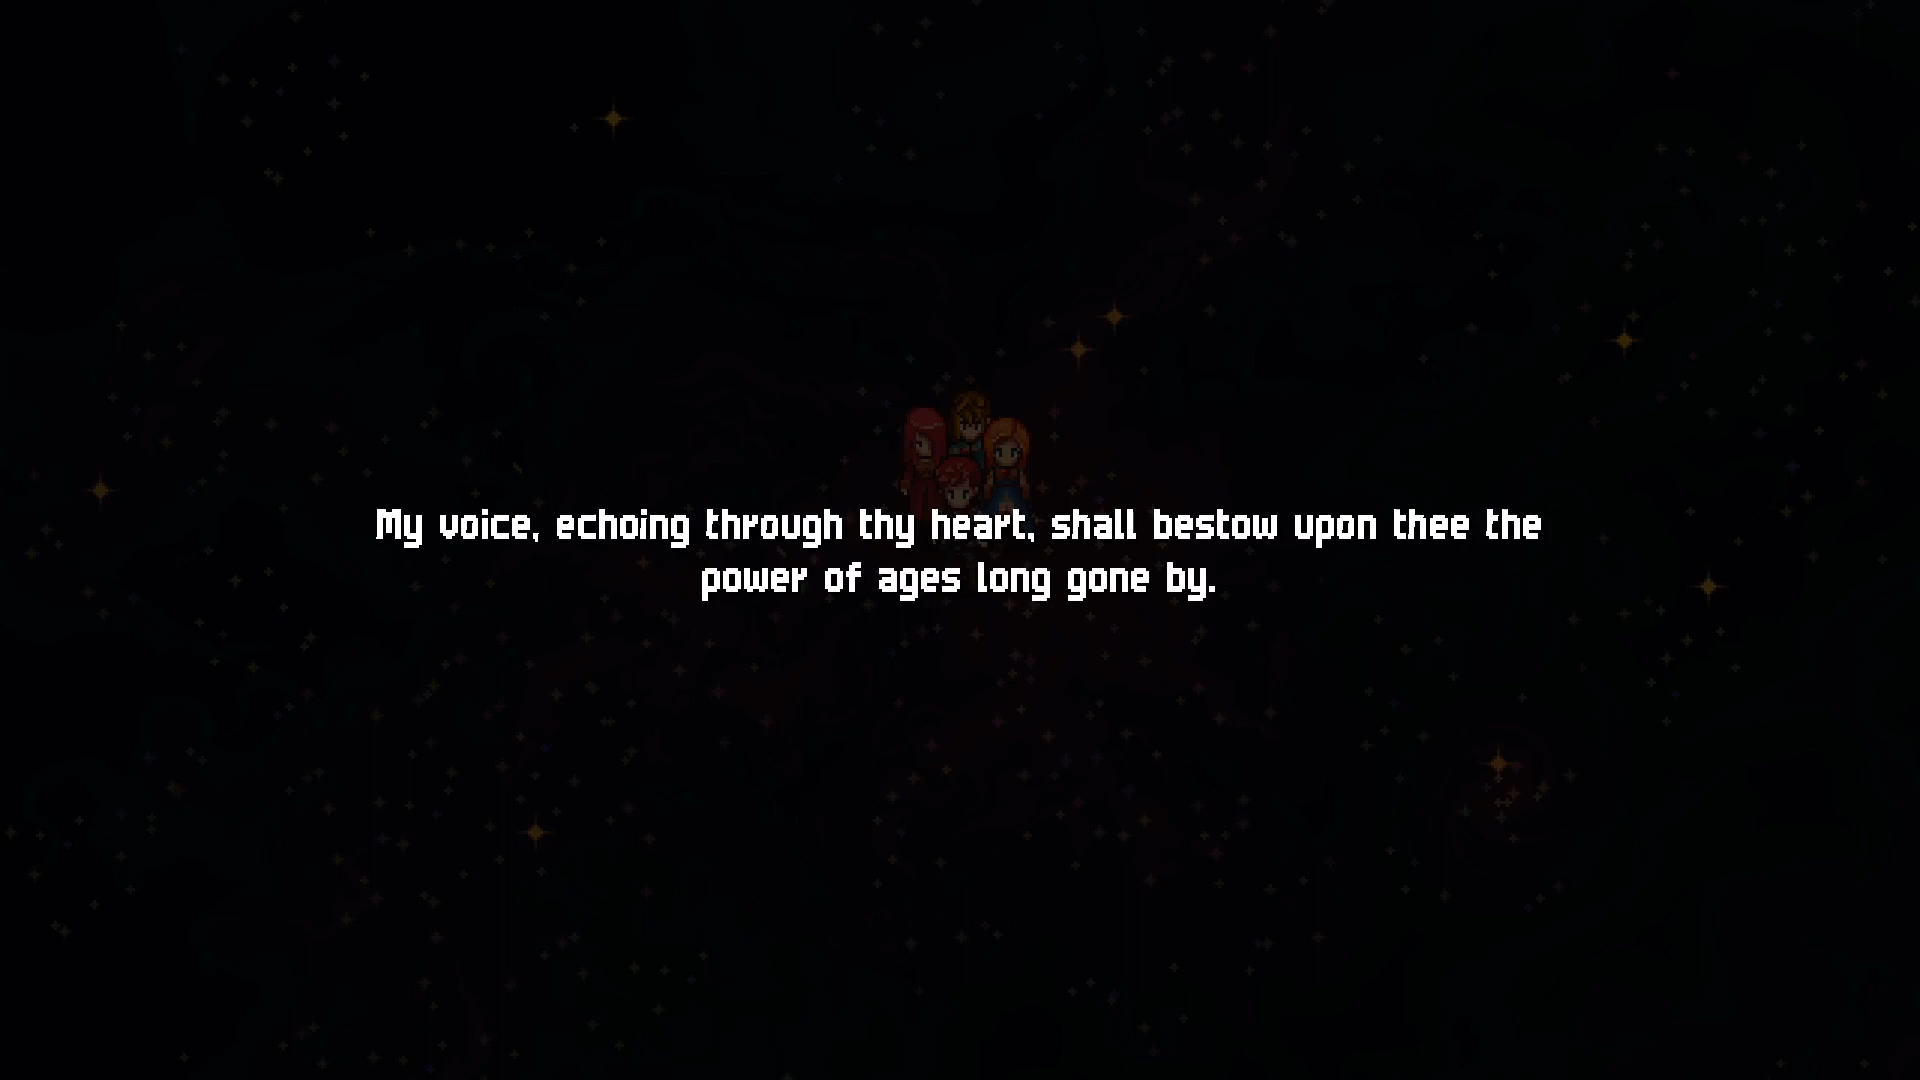 My voice, echoing through thy heart, shall bestow upon thee the
power of ages long gone by.